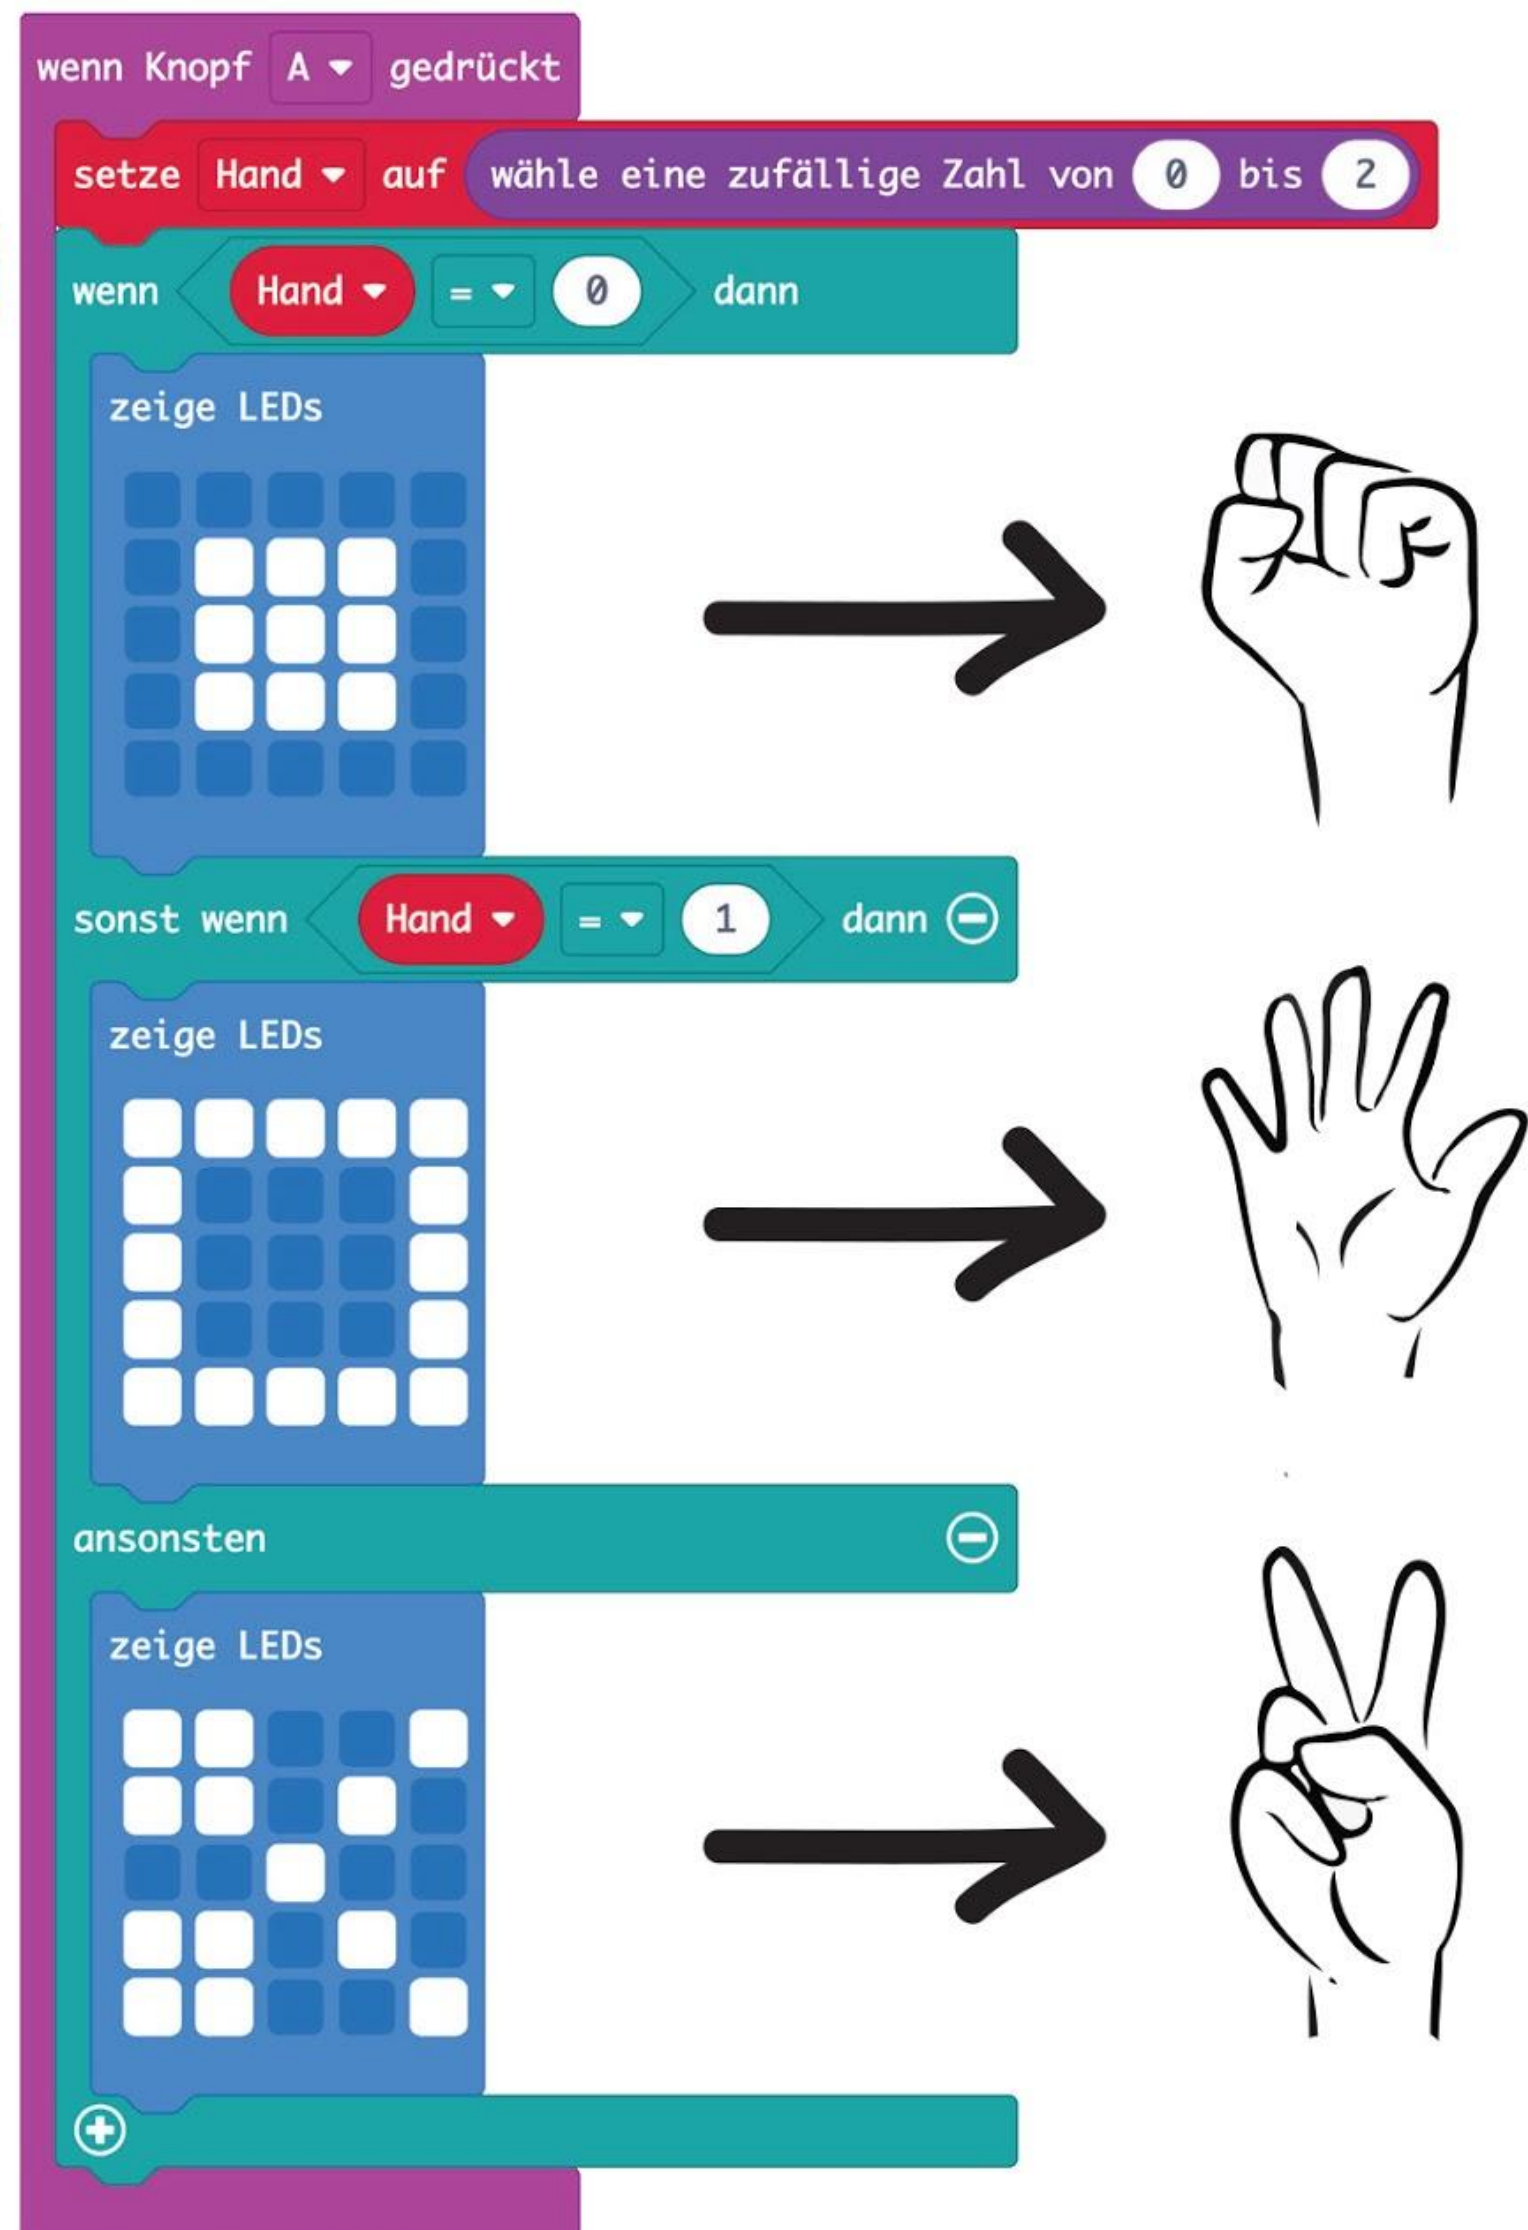 wenn Knopf A gedrückt
setze Hand auf wähle eine zufällige Zahl von 0 bis 2
wenn Hand = 0 dann
zeige LEDs
sonst wenn Hand = 1 dann
zeige LEDs
ansonsten
zeige LEDs